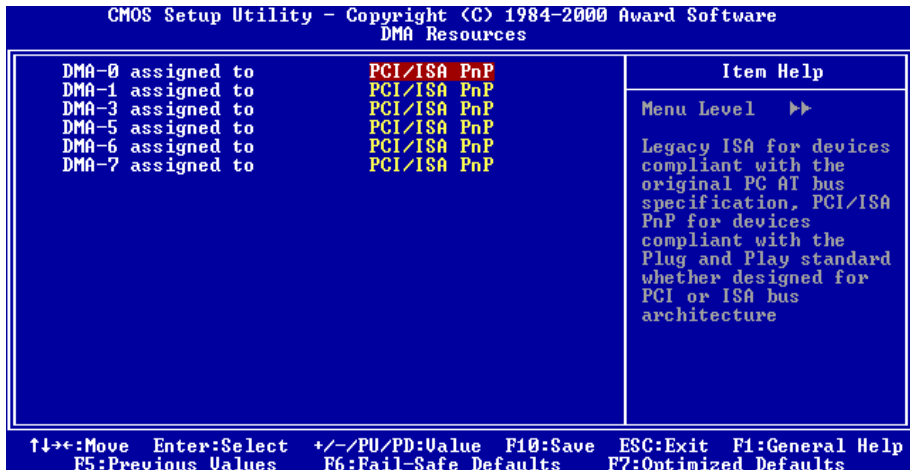 CMOS Setup Utility - Copyright (C) 1984-2000 Award Software
DMA Resources
DMA-0 assigned to PCI/ISA PnP
DMA-1 assigned to PCI/ISA PnP
DMA-3 assigned to PCI/ISA PnP
DMA-5 assigned to PCI/ISA PnP
DMA-6 assigned to PCI/ISA PnP
DMA-7 assigned to PCI/ISA PnP
Item Help
Menu Level ►►
Legacy ISA for devices
compliant with the
original PC AT bus
specification, PCI/ISA
PnP for devices
compliant with the
Plug and Play standard
whether designed for
PCI or ISA bus
architecture
↑↓→←:Move Enter:Select +/-/PU/PD:Value F10:Save ESC:Exit F1:General Help
F5:Previous Values F6:Fail-Safe Defaults F7:Optimized Defaults